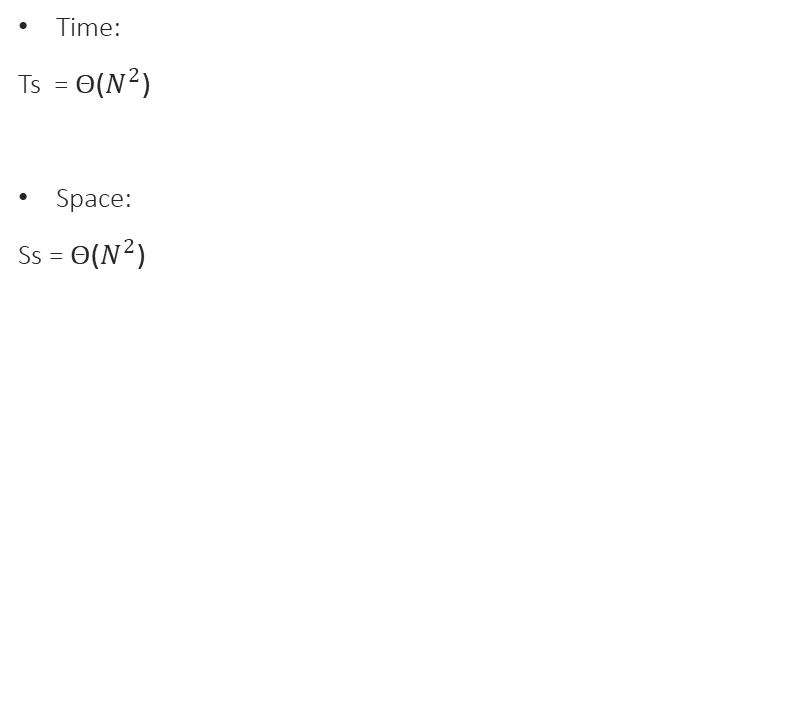 • Time:
Ts = Θ(𝑁²)
• Space:
Ss = Θ(𝑁²)